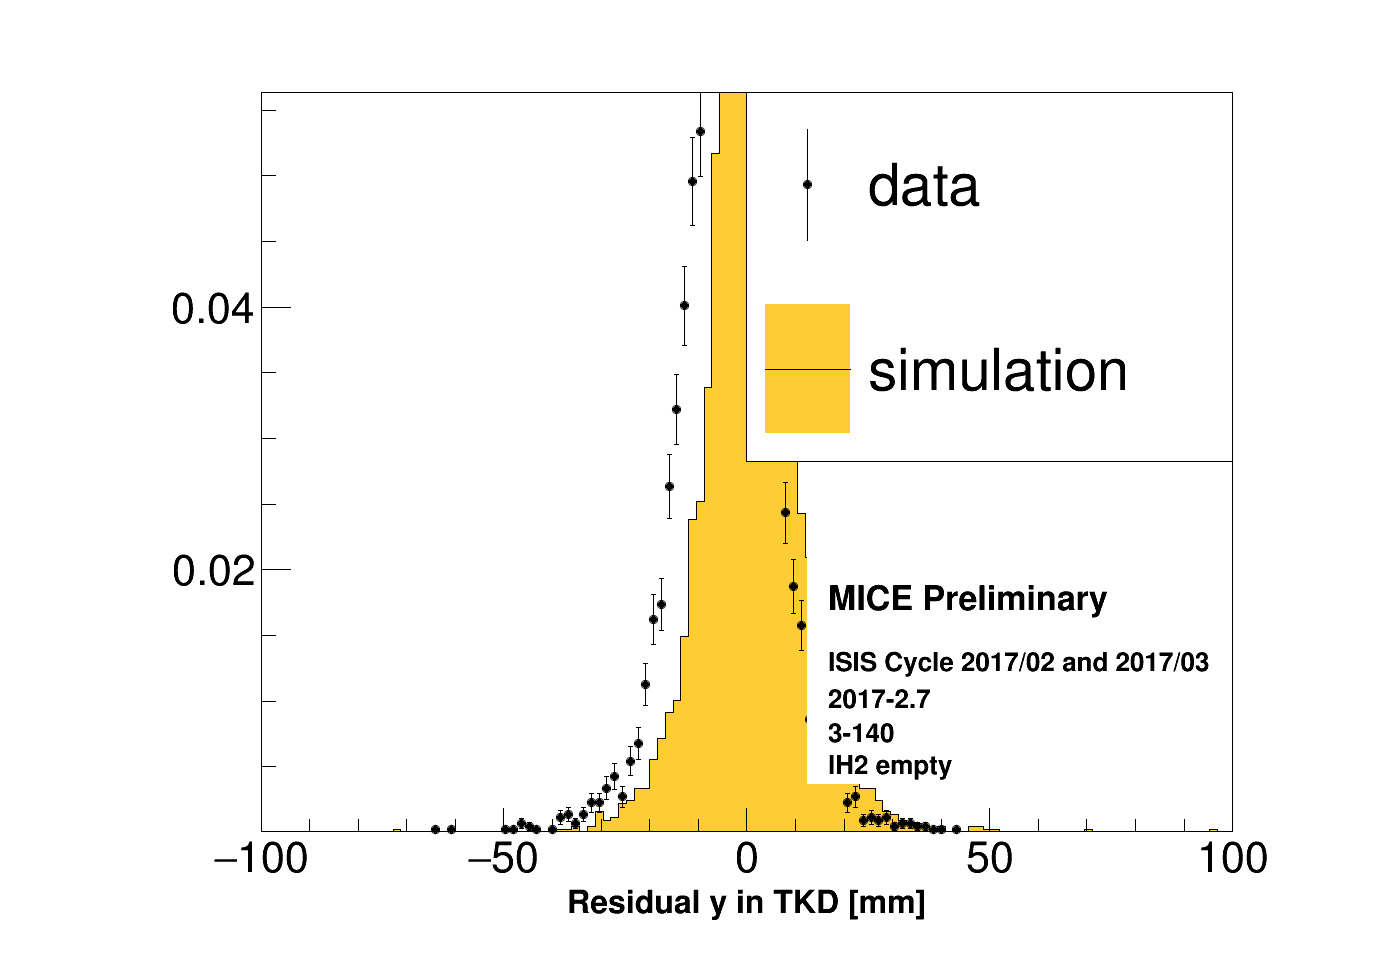 data
0.04
simulation
0.02
MICE Preliminary
ISIS Cycle 2017/02 and 2017/03
2017-2.7
3-140
IH2 empty
−100 −50 0 50 100
Residual y in TKD [mm]